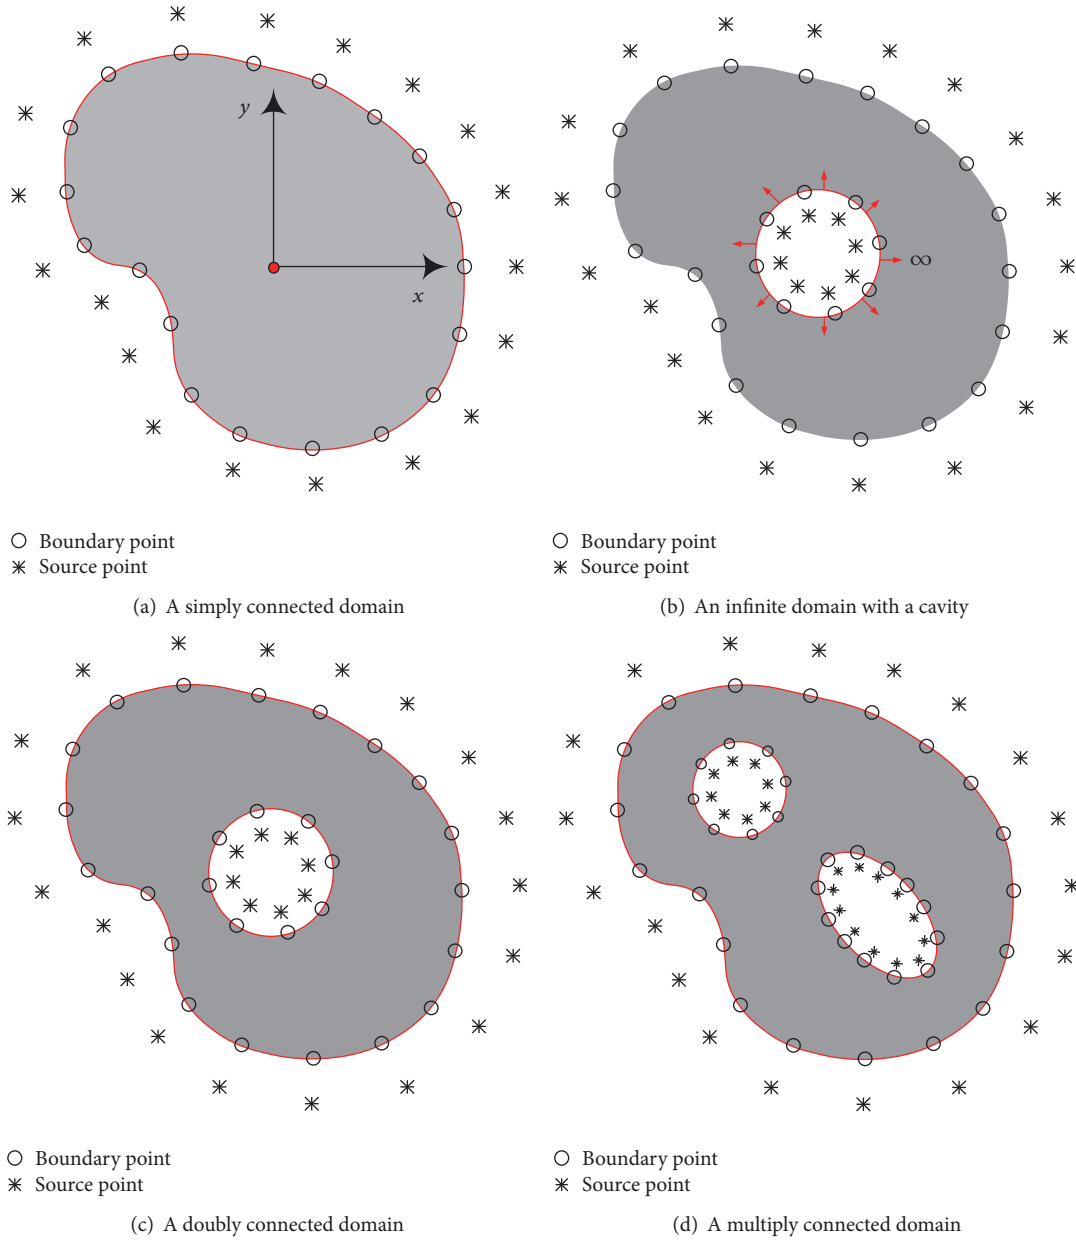 y
x
○ Boundary point
✳ Source point
(a) A simply connected domain
∞
○ Boundary point
✳ Source point
(b) An infinite domain with a cavity
○ Boundary point
✳ Source point
(c) A doubly connected domain
○ Boundary point
✳ Source point
(d) A multiply connected domain